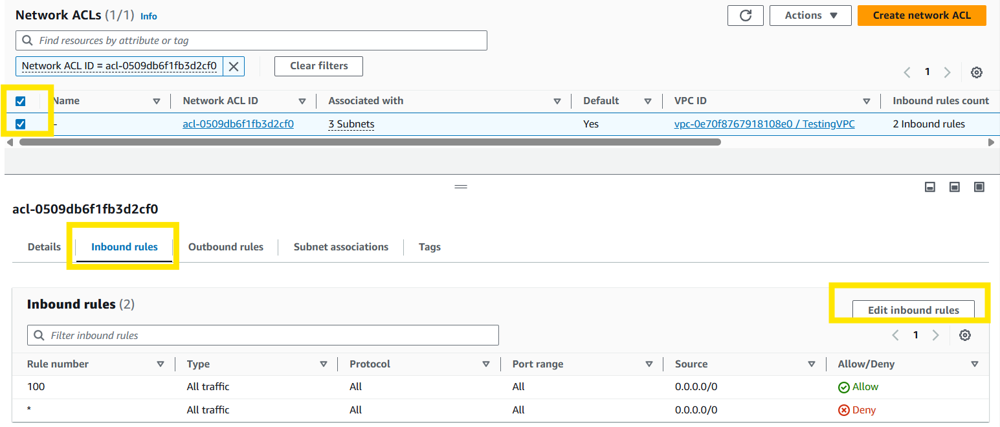 Network ACLs (1/1) Info
Actions
Create network ACL
Find resources by attribute or tag
Network ACL ID = acl-0509db6f1fb3d2cf0
Clear filters
1
Name Network ACL ID Associated with Default VPC ID Inbound rules count
- acl-0509db6f1fb3d2cf0 3 Subnets Yes vpc-0e70f8767918108e0 / TestingVPC 2 Inbound rules
acl-0509db6f1fb3d2cf0
Details Inbound rules Outbound rules Subnet associations Tags
Inbound rules (2)
Edit inbound rules
Filter inbound rules
1
Rule number Type Protocol Port range Source Allow/Deny
100 All traffic All All 0.0.0.0/0 Allow
* All traffic All All 0.0.0.0/0 Deny